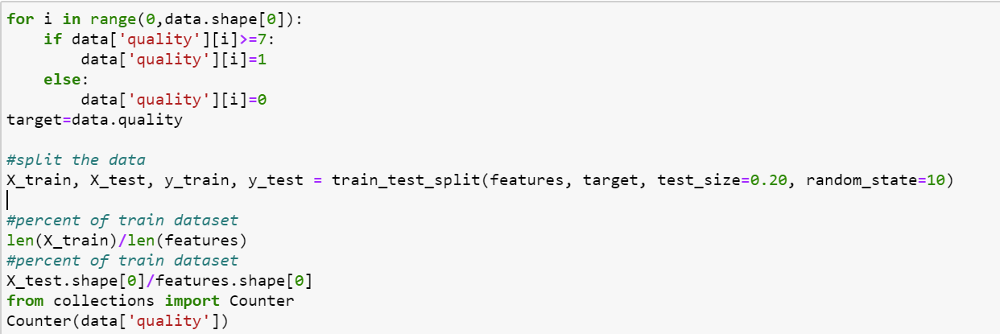 for i in range(0,data.shape[0]):
    if data['quality'][i]>=7:
        data['quality'][i]=1
    else:
        data['quality'][i]=0
target=data.quality

#split the data
X_train, X_test, y_train, y_test = train_test_split(features, target, test_size=0.20, random_state=10)

#percent of train dataset
len(X_train)/len(features)
#percent of train dataset
X_test.shape[0]/features.shape[0]
from collections import Counter
Counter(data['quality'])